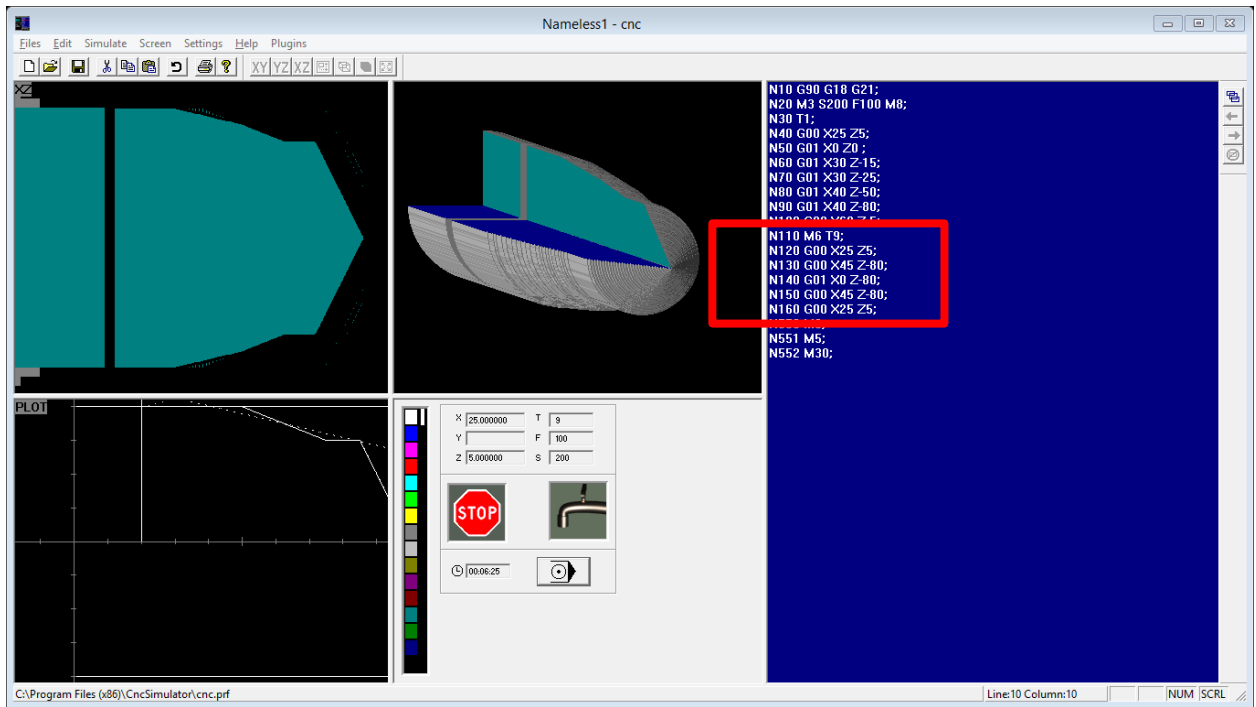 Nameless1 - cnc
Files Edit Simulate Screen Settings Help Plugins
XY YZ XZ
XZ
N10 G90 G18 G21;
N20 M3 S200 F100 M8;
N30 T1;
N40 G00 X25 Z5;
N50 G01 X0 Z0 ;
N60 G01 X30 Z-15;
N70 G01 X30 Z-25;
N80 G01 X40 Z-50;
N90 G01 X40 Z-80;
N110 M6 T9;
N120 G00 X25 Z5;
N130 G00 X45 Z-80;
N140 G01 X0 Z-80;
N150 G00 X45 Z-80;
N160 G00 X25 Z5;
N551 M5;
N552 M30;
PLOT
X 25.000000 T 9
Y F 100
Z 5.000000 S 200
STOP
00:06:25
C:\Program Files (x86)\CncSimulator\cnc.prf Line:10 Column:10 NUM SCRL